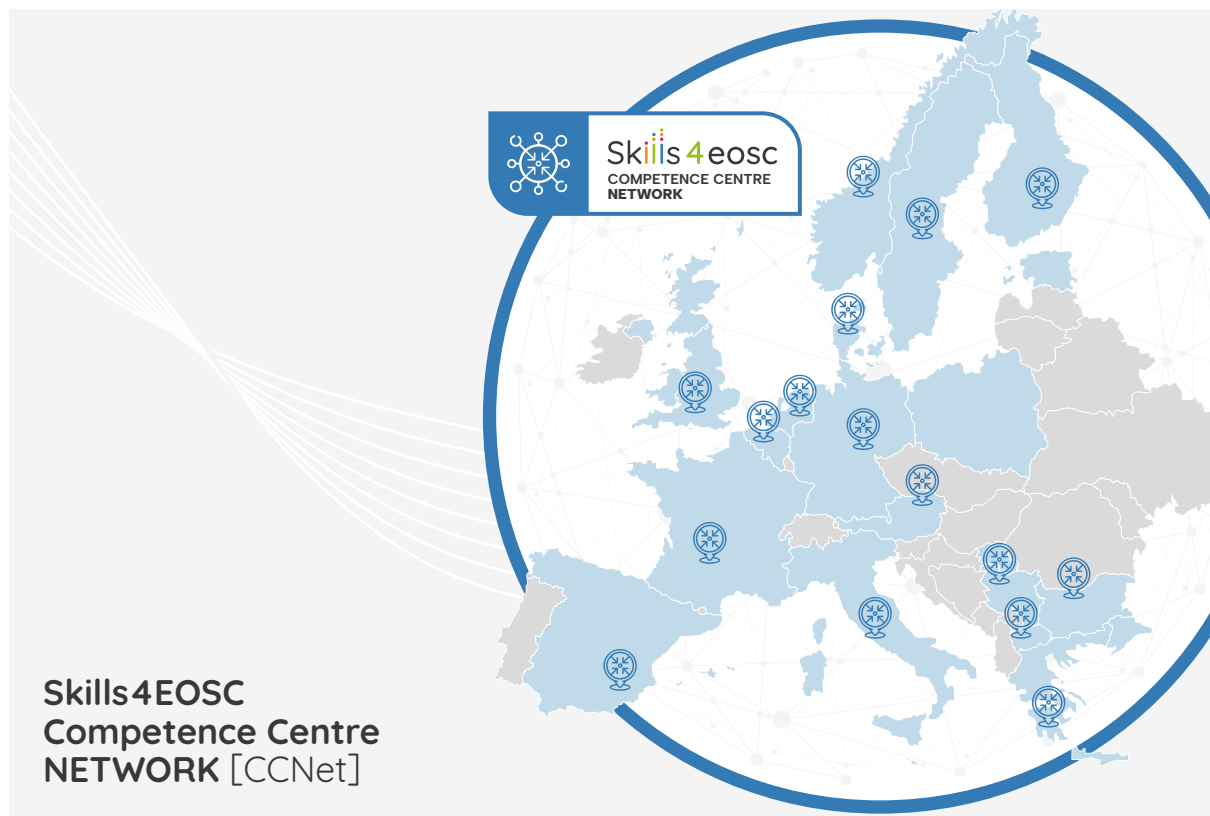 Skills4eosc
COMPETENCE CENTRE
NETWORK
Skills4EOSC
Competence Centre
NETWORK [CCNet]